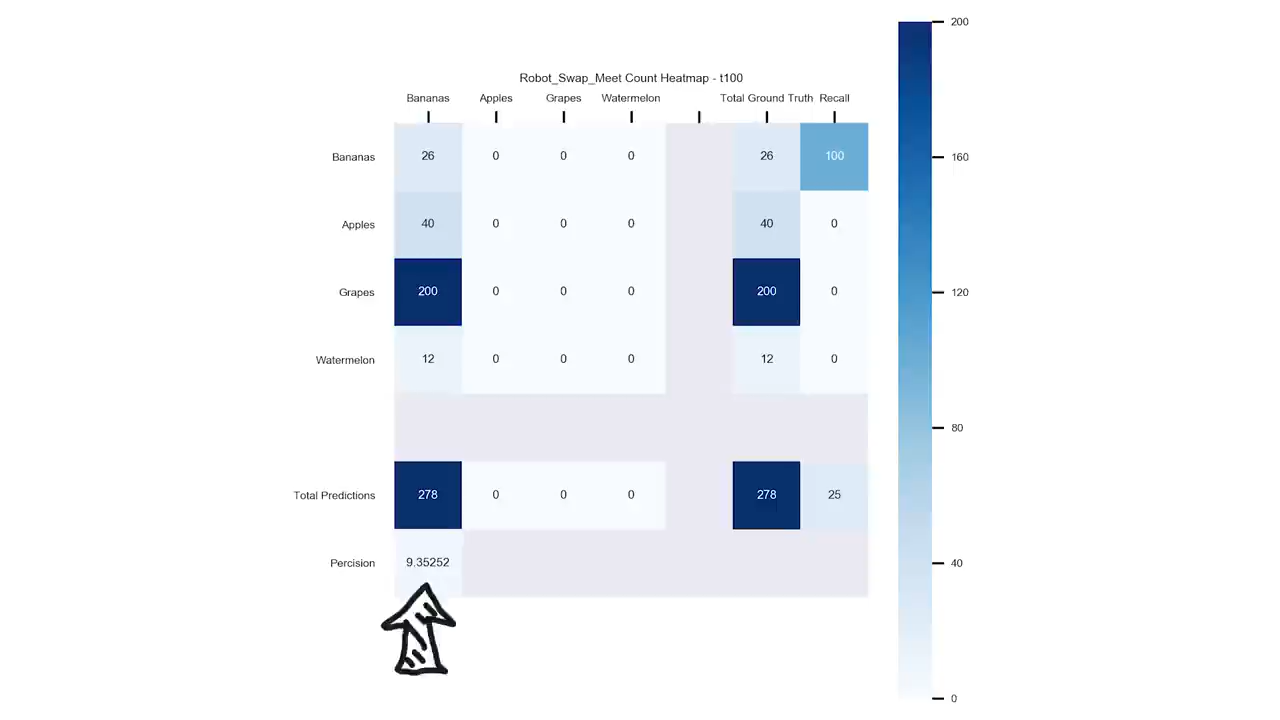 200
Robot_Swap_Meet Count Heatmap - t100
Bananas Apples Grapes Watermelon Total Ground Truth Recall
Bananas 26 0 0 0 26 100
160
Apples 40 0 0 0 40 0
Grapes 200 0 0 0 200 0
120
Watermelon 12 0 0 0 12 0
80
Total Predictions 278 0 0 0 278 25
Percision 9.35252
40
0